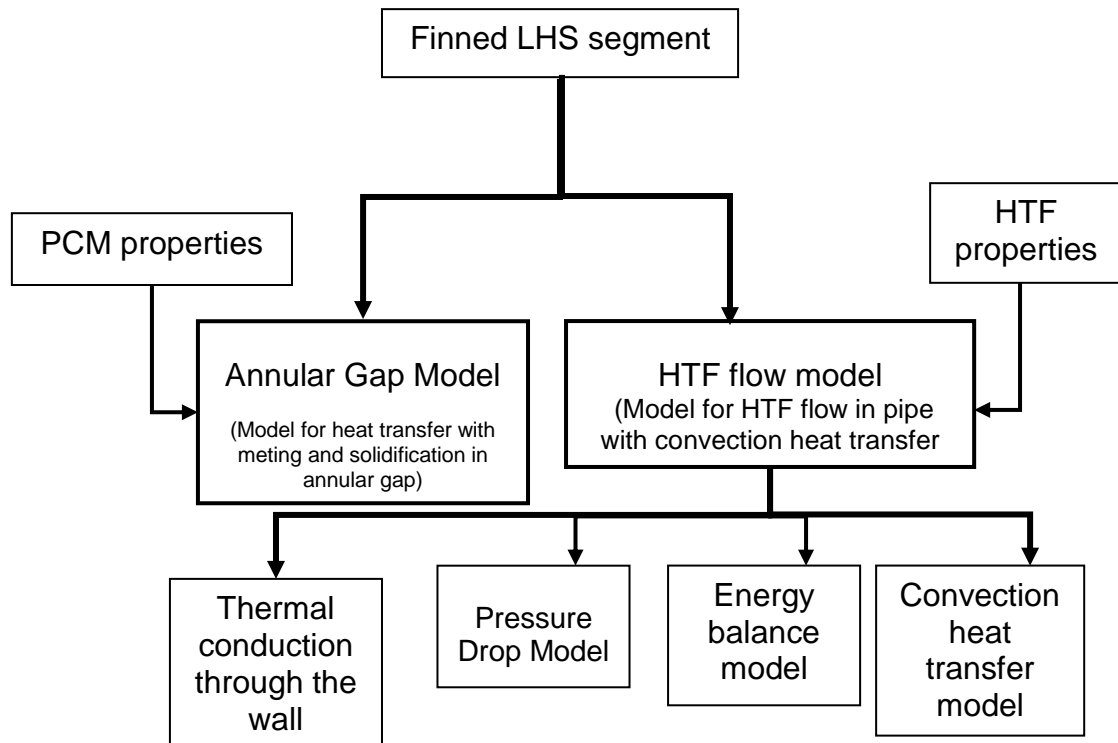 Finned LHS segment
PCM properties
HTF
properties
Annular Gap Model
(Model for heat transfer with
meting and solidification in
annular gap)
HTF flow model
(Model for HTF flow in pipe
with convection heat transfer
Thermal
conduction
through the
wall
Pressure
Drop Model
Energy
balance
model
Convection
heat
transfer
model